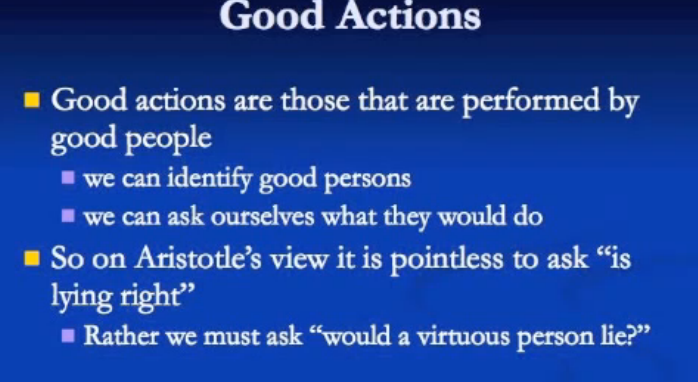 Good Actions
Good actions are those that are performed by
good people
we can identify good persons
we can ask ourselves what they would do
So on Aristotle's view it is pointless to ask “is
lying right”
Rather we must ask “would a virtuous person lie?”